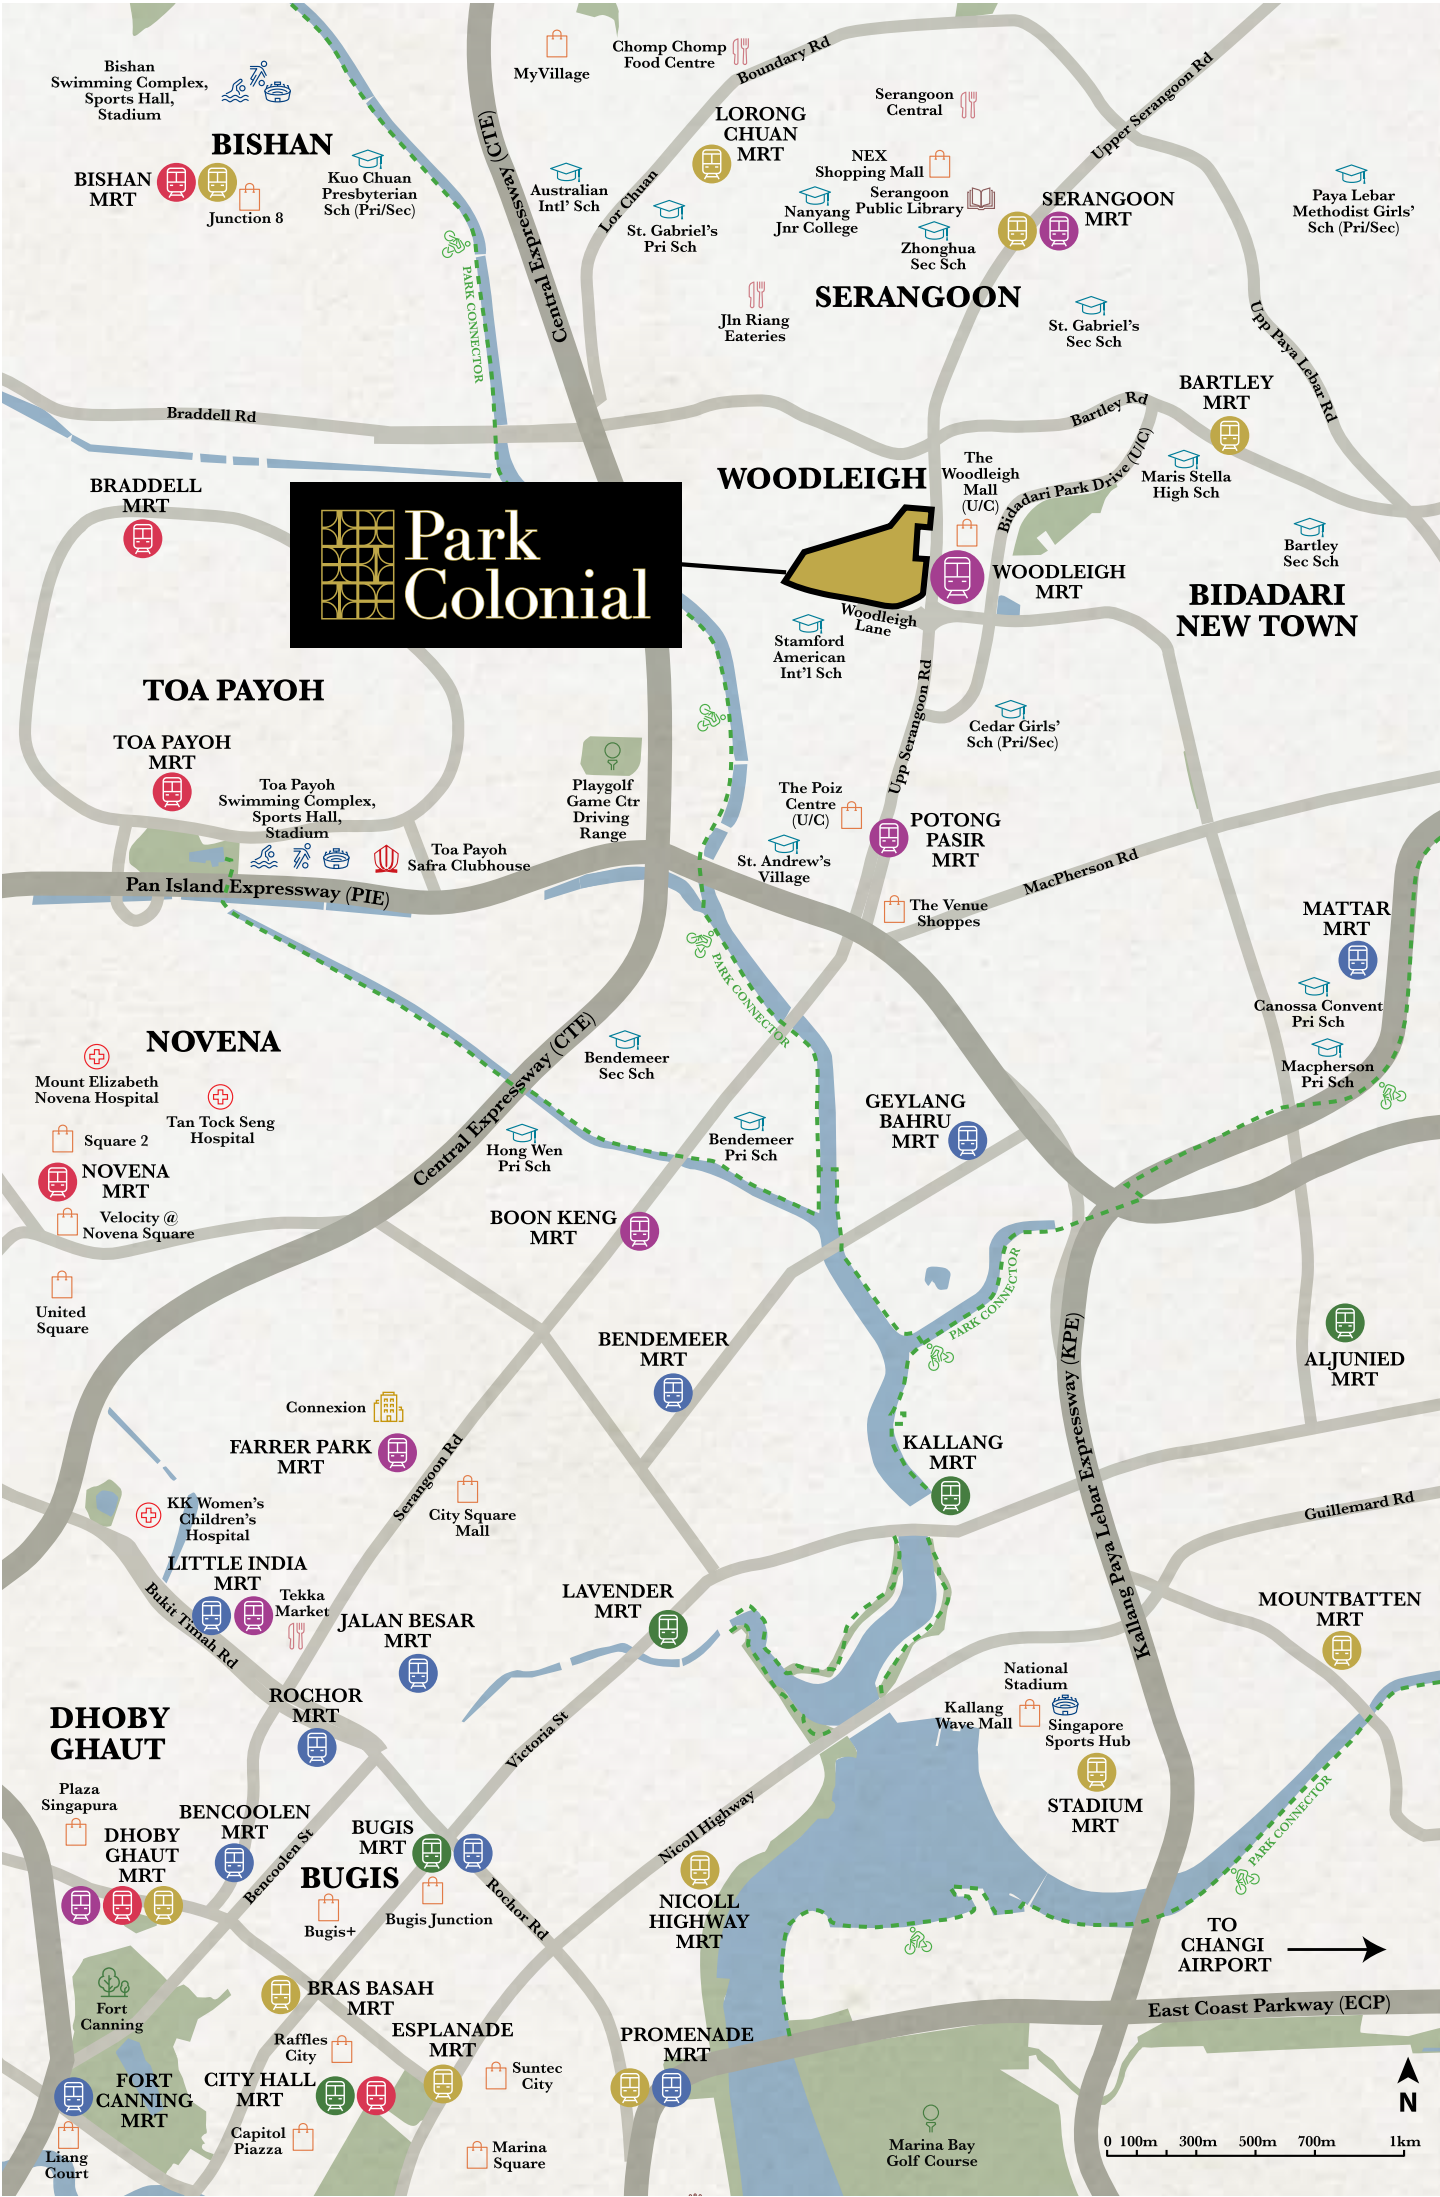 Bishan
Swimming Complex,
Sports Hall,
Stadium
BISHAN
BISHAN
MRT
Junction 8
Kuo Chuan
Presbyterian
Sch (Pri/Sec)
PARK CONNECTOR
Central Expressway (CTE)
MyVillage
Chomp Chomp
Food Centre
Boundary Rd
LORONG
CHUAN
MRT
Australian
Intl' Sch
Lor Chuan
St. Gabriel's
Pri Sch
Serangoon
Central
NEX
Shopping Mall
Serangoon
Public Library
Nanyang
Jnr College
Zhonghua
Sec Sch
Upper Serangoon Rd
SERANGOON
MRT
Paya Lebar
Methodist Girls'
Sch (Pri/Sec)
SERANGOON
Jln Riang
Eateries
St. Gabriel's
Sec Sch
Upp Paya Lebar Rd
Braddell Rd
Bartley Rd
BARTLEY
MRT
BRADDELL
MRT
WOODLEIGH
The
Woodleigh
Mall
(U/C)
Bidadari Park Drive (U/C)
Maris Stella
High Sch
Bartley
Sec Sch
Park
Colonial
WOODLEIGH
MRT
BIDADARI
NEW TOWN
Woodleigh
Lane
Stamford
American
Int'l Sch
TOA PAYOH
Upp Serangoon Rd
Cedar Girls'
Sch (Pri/Sec)
TOA PAYOH
MRT
Toa Payoh
Swimming Complex,
Sports Hall,
Stadium
Toa Payoh
Safra Clubhouse
Playgolf
Game Ctr
Driving
Range
The Poiz
Centre
(U/C)
POTONG
PASIR
MRT
St. Andrew's
Village
MacPherson Rd
Pan Island Expressway (PIE)
The Venue
Shoppes
MATTAR
MRT
PARK CONNECTOR
Canossa Convent
Pri Sch
Macpherson
Pri Sch
NOVENA
Mount Elizabeth
Novena Hospital
Tan Tock Seng
Hospital
Square 2
NOVENA
MRT
Velocity @
Novena Square
United
Square
Central Expressway (CTE)
Bendemeer
Sec Sch
Hong Wen
Pri Sch
Bendemeer
Pri Sch
GEYLANG
BAHRU
MRT
BOON KENG
MRT
PARK CONNECTOR
BENDEMEER
MRT
Kallang Paya Lebar Expressway (KPE)
ALJUNIED
MRT
Connexion
FARRER PARK
MRT
Serangoon Rd
City Square
Mall
KALLANG
MRT
Guillemard Rd
KK Women's
Children's
Hospital
LITTLE INDIA
MRT
Tekka
Market
Bukit Timah Rd
JALAN BESAR
MRT
LAVENDER
MRT
MOUNTBATTEN
MRT
ROCHOR
MRT
Victoria St
National
Stadium
Kallang
Wave Mall
Singapore
Sports Hub
STADIUM
MRT
DHOBY
GHAUT
Plaza
Singapura
DHOBY
GHAUT
MRT
BENCOOLEN
MRT
Bencoolen St
BUGIS
MRT
BUGIS
Bugis+
Bugis Junction
Rochor Rd
Nicoll Highway
NICOLL
HIGHWAY
MRT
PARK CONNECTOR
TO
CHANGI
AIRPORT
East Coast Parkway (ECP)
Fort
Canning
BRAS BASAH
MRT
Raffles
City
ESPLANADE
MRT
Suntec
City
PROMENADE
MRT
FORT
CANNING
MRT
CITY HALL
MRT
Capitol
Piazza
Liang
Court
Marina
Square
Marina Bay
Golf Course
N
0 100m 300m 500m 700m 1km